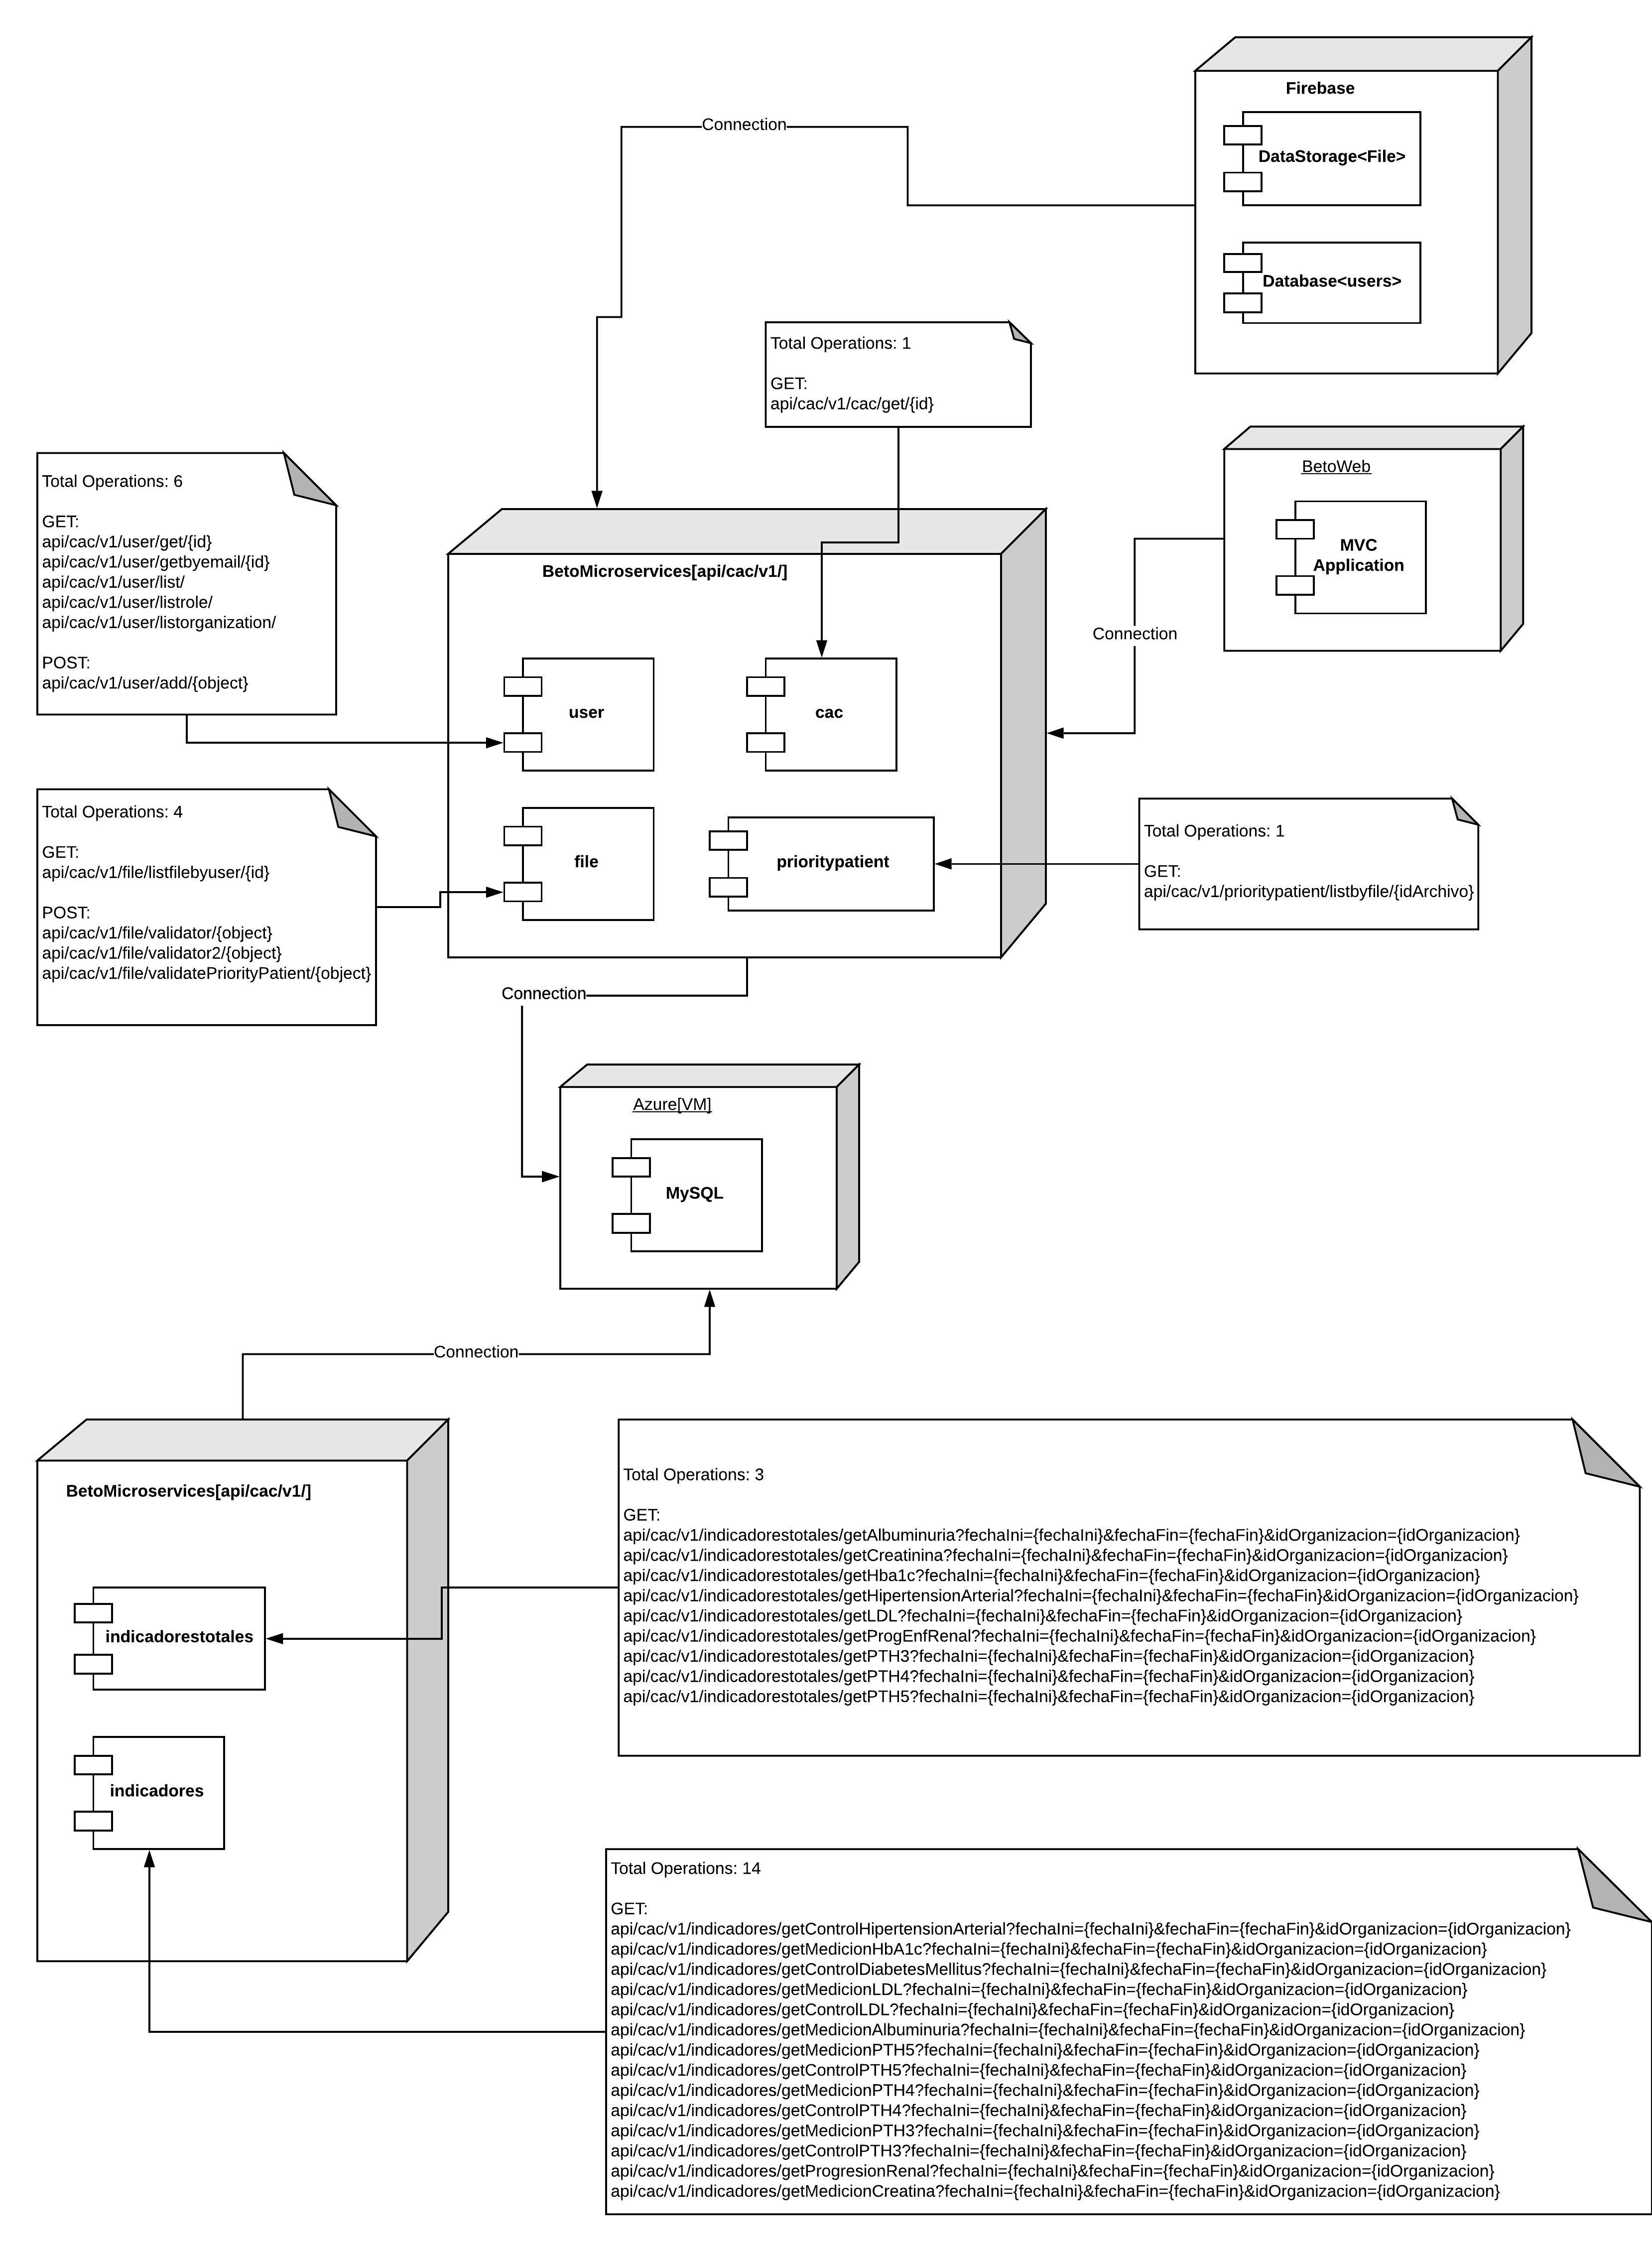 Firebase
DataStorage<File>
Database<users>
Connection
Total Operations: 1
GET:
api/cac/v1/cac/get/{id}
BetoWeb
MVC
Application
Connection
Total Operations: 6
GET:
api/cac/v1/user/get/{id}
api/cac/v1/user/getbyemail/{id}
api/cac/v1/user/list/
api/cac/v1/user/listrole/
api/cac/v1/user/listorganization/
POST:
api/cac/v1/user/add/{object}
BetoMicroservices[api/cac/v1/]
user
cac
file
prioritypatient
Total Operations: 4
GET:
api/cac/v1/file/listfilebyuser/{id}
POST:
api/cac/v1/file/validator/{object}
api/cac/v1/file/validator2/{object}
api/cac/v1/file/validatePriorityPatient/{object}
Total Operations: 1
GET:
api/cac/v1/prioritypatient/listbyfile/{idArchivo}
Connection
Azure[VM]
MySQL
Connection
BetoMicroservices[api/cac/v1/]
indicadorestotales
indicadores
Total Operations: 3
GET:
api/cac/v1/indicadorestotales/getAlbuminuria?fechaIni={fechaIni}&fechaFin={fechaFin}&idOrganizacion={idOrganizacion}
api/cac/v1/indicadorestotales/getCreatinina?fechaIni={fechaIni}&fechaFin={fechaFin}&idOrganizacion={idOrganizacion}
api/cac/v1/indicadorestotales/getHba1c?fechaIni={fechaIni}&fechaFin={fechaFin}&idOrganizacion={idOrganizacion}
api/cac/v1/indicadorestotales/getHipertensionArterial?fechaIni={fechaIni}&fechaFin={fechaFin}&idOrganizacion={idOrganizacion}
api/cac/v1/indicadorestotales/getLDL?fechaIni={fechaIni}&fechaFin={fechaFin}&idOrganizacion={idOrganizacion}
api/cac/v1/indicadorestotales/getProgEnfRenal?fechaIni={fechaIni}&fechaFin={fechaFin}&idOrganizacion={idOrganizacion}
api/cac/v1/indicadorestotales/getPTH3?fechaIni={fechaIni}&fechaFin={fechaFin}&idOrganizacion={idOrganizacion}
api/cac/v1/indicadorestotales/getPTH4?fechaIni={fechaIni}&fechaFin={fechaFin}&idOrganizacion={idOrganizacion}
api/cac/v1/indicadorestotales/getPTH5?fechaIni={fechaIni}&fechaFin={fechaFin}&idOrganizacion={idOrganizacion}
Total Operations: 14
GET:
api/cac/v1/indicadores/getControlHipertensionArterial?fechaIni={fechaIni}&fechaFin={fechaFin}&idOrganizacion={idOrganizacion}
api/cac/v1/indicadores/getMedicionHbA1c?fechaIni={fechaIni}&fechaFin={fechaFin}&idOrganizacion={idOrganizacion}
api/cac/v1/indicadores/getControlDiabetesMellitus?fechaIni={fechaIni}&fechaFin={fechaFin}&idOrganizacion={idOrganizacion}
api/cac/v1/indicadores/getMedicionLDL?fechaIni={fechaIni}&fechaFin={fechaFin}&idOrganizacion={idOrganizacion}
api/cac/v1/indicadores/getControlLDL?fechaIni={fechaIni}&fechaFin={fechaFin}&idOrganizacion={idOrganizacion}
api/cac/v1/indicadores/getMedicionAlbuminuria?fechaIni={fechaIni}&fechaFin={fechaFin}&idOrganizacion={idOrganizacion}
api/cac/v1/indicadores/getMedicionPTH5?fechaIni={fechaIni}&fechaFin={fechaFin}&idOrganizacion={idOrganizacion}
api/cac/v1/indicadores/getControlPTH5?fechaIni={fechaIni}&fechaFin={fechaFin}&idOrganizacion={idOrganizacion}
api/cac/v1/indicadores/getMedicionPTH4?fechaIni={fechaIni}&fechaFin={fechaFin}&idOrganizacion={idOrganizacion}
api/cac/v1/indicadores/getControlPTH4?fechaIni={fechaIni}&fechaFin={fechaFin}&idOrganizacion={idOrganizacion}
api/cac/v1/indicadores/getMedicionPTH3?fechaIni={fechaIni}&fechaFin={fechaFin}&idOrganizacion={idOrganizacion}
api/cac/v1/indicadores/getControlPTH3?fechaIni={fechaIni}&fechaFin={fechaFin}&idOrganizacion={idOrganizacion}
api/cac/v1/indicadores/getProgresionRenal?fechaIni={fechaIni}&fechaFin={fechaFin}&idOrganizacion={idOrganizacion}
api/cac/v1/indicadores/getMedicionCreatina?fechaIni={fechaIni}&fechaFin={fechaFin}&idOrganizacion={idOrganizacion}